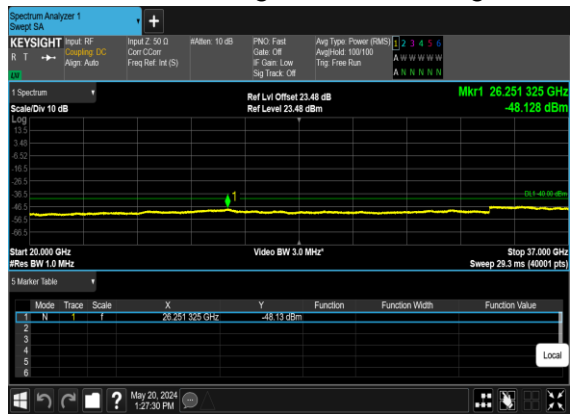 Spectrum Analyzer 1
Swept SA
+
KEYSIGHT Input: RF Input Z: 50 Ω #Atten: 10 dB PNO: Fast Avg Type: Power (RMS) 1 2 3 4 5 6
R T Coupling: DC Corr CCorr Gate: Off Avg|Hold: 100/100 A W W W W W
Align: Auto Freq Ref: Int (S) IF Gain: Low Trig: Free Run
Sig Track: Off A N N N N N
LW
1 Spectrum Ref Lvl Offset 23.48 dB Mkr1 26.251 325 GHz
Scale/Div 10 dB Ref Level 23.48 dBm -48.128 dBm
Log
13.5
3.48
-6.52
-16.5
-26.5
-36.5 1 DL1 -40.00 dBm
-46.5
-56.5
-66.5
Start 20.000 GHz Video BW 3.0 MHz* Stop 37.000 GHz
#Res BW 1.0 MHz Sweep 29.3 ms (40001 pts)
5 Marker Table
Mode Trace Scale X Y Function Function Width Function Value
1 N 1 f 26.251 325 GHz -48.13 dBm
2
3
4
5
6
Local
? May 20, 2024
1:27:30 PM